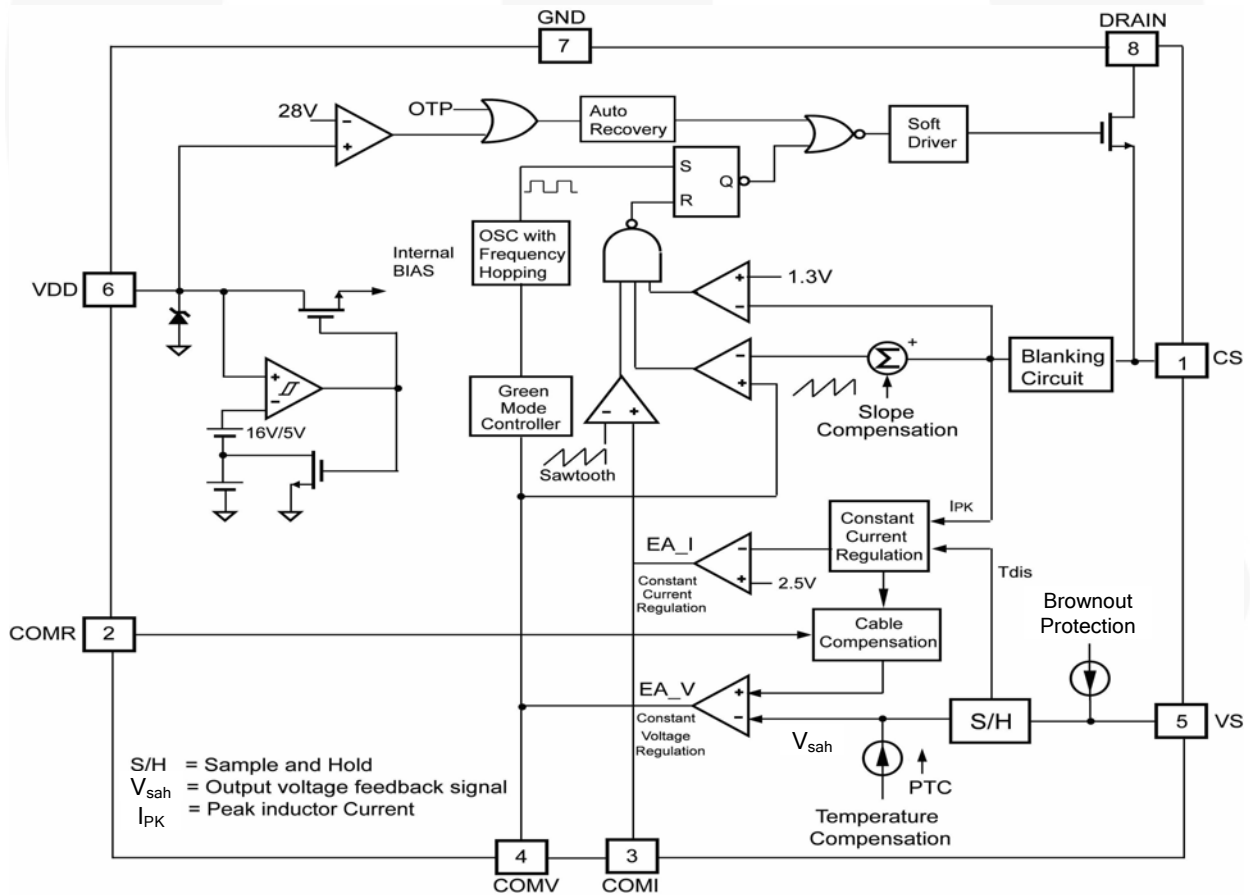 GND
7
DRAIN
8
28V
−
+
OTP
Auto
Recovery
Soft
Driver
S
R
Q
OSC with
Frequency
Hopping
Internal
BIAS
VDD
6
+
−
16V/5V
Green
Mode
Controller
+
−
1.3V
−
+
Σ
+
Blanking
Circuit
1
CS
Slope
Compensation
−
+
Sawtooth
IPK
Constant
Current
Regulation
Tdis
EA_I
Constant
Current
Regulation
−
+
2.5V
COMR
2
Cable
Compensation
Brownout
Protection
EA_V
Constant
Voltage
Regulation
+
−
Vsah
S/H
5
VS
PTC
Temperature
Compensation
S/H = Sample and Hold
Vsah = Output voltage feedback signal
IPK = Peak inductor Current
4
COMV
3
COMI